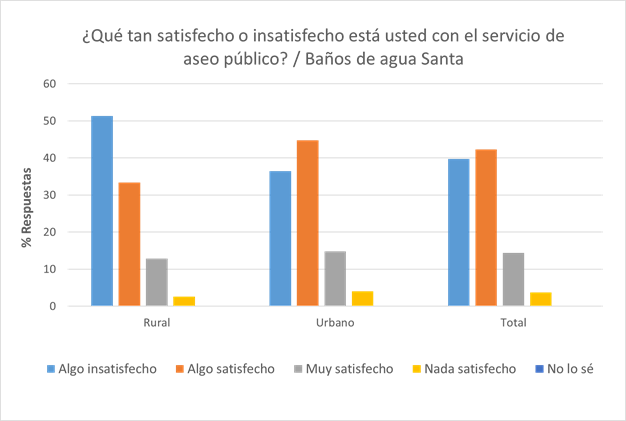 ¿Qué tan satisfecho o insatisfecho está usted con el servicio de
aseo público? / Baños de agua Santa
60
50
40
30
20
10
0
% Respuestas
Rural
Urbano
Total
Algo insatisfecho
Algo satisfecho
Muy satisfecho
Nada satisfecho
No lo sé